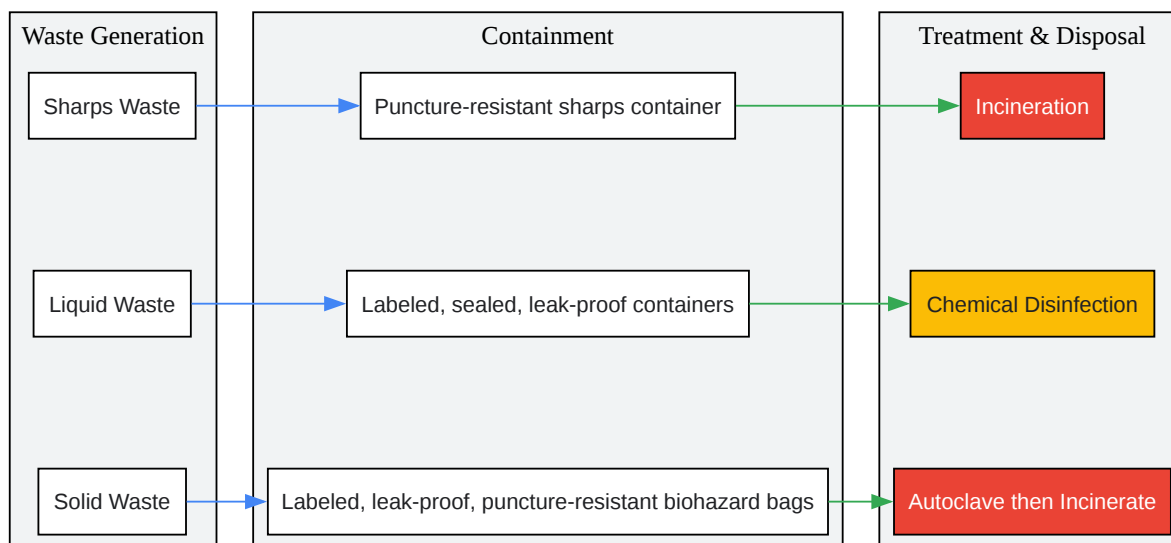 Waste Generation
Containment
Treatment & Disposal
Sharps Waste
Puncture-resistant sharps container
Incineration
Liquid Waste
Labeled, sealed, leak-proof containers
Chemical Disinfection
Solid Waste
Labeled, leak-proof, puncture-resistant biohazard bags
Autoclave then Incinerate